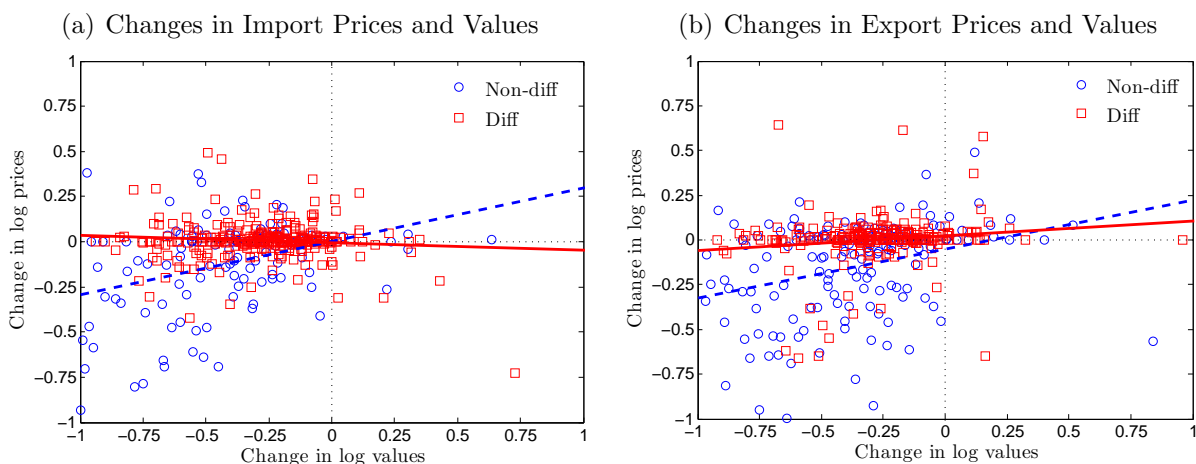 (a) Changes in Import Prices and Values
1
0.75
0.5
0.25
0
−0.25
−0.5
−0.75
−1
−1 −0.75 −0.5 −0.25 0 0.25 0.5 0.75 1
Change in log prices
Change in log values
Non-diff
Diff
(b) Changes in Export Prices and Values
1
0.75
0.5
0.25
0
−0.25
−0.5
−0.75
−1
−1 −0.75 −0.5 −0.25 0 0.25 0.5 0.75 1
Change in log prices
Change in log values
Non-diff
Diff